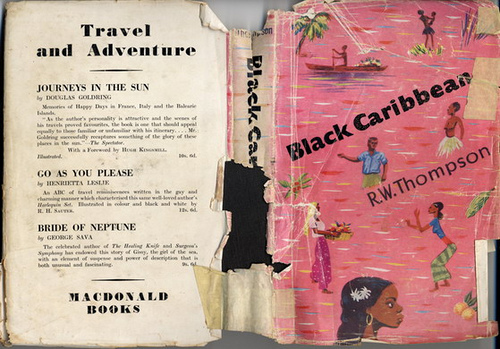 Travel
and Adventure
JOURNEYS IN THE SUN
by DOUGLAS GOLDRING
Memories of Happy Days in France, Italy and the Balearic
Islands.
"As the author's personality is attractive and the scenes of
his travels proved favourites, the book is one that should appeal
equally to those familiar or unfamiliar with his itinerary. . . . Mr.
Goldring successfully recaptures something of the glory of these
places in the sun."—The Spectator.
With a Foreword by HUGH KINGSMILL.
Illustrated. 10s. 6d.
GO AS YOU PLEASE
by HENRIETTA LESLIE
An ABC of travel reminiscences written in the gay and
charming manner which characterised this same well-loved author's
Harlequin Set. Illustrated in colour and black and white by
R. H. SAUTER. 12s. 6d.
BRIDE OF NEPTUNE
by GEORGE SAVA
The celebrated author of The Healing Knife and Surgeon's
Symphony has endowed this story of Glssy, the girl of the sea,
with an element of suspense and power of description that is
both unusual and fascinating. 9s. 6d.
MACDONALD
BOOKS
Black Ca
Black Caribbean
R.W. Thompson